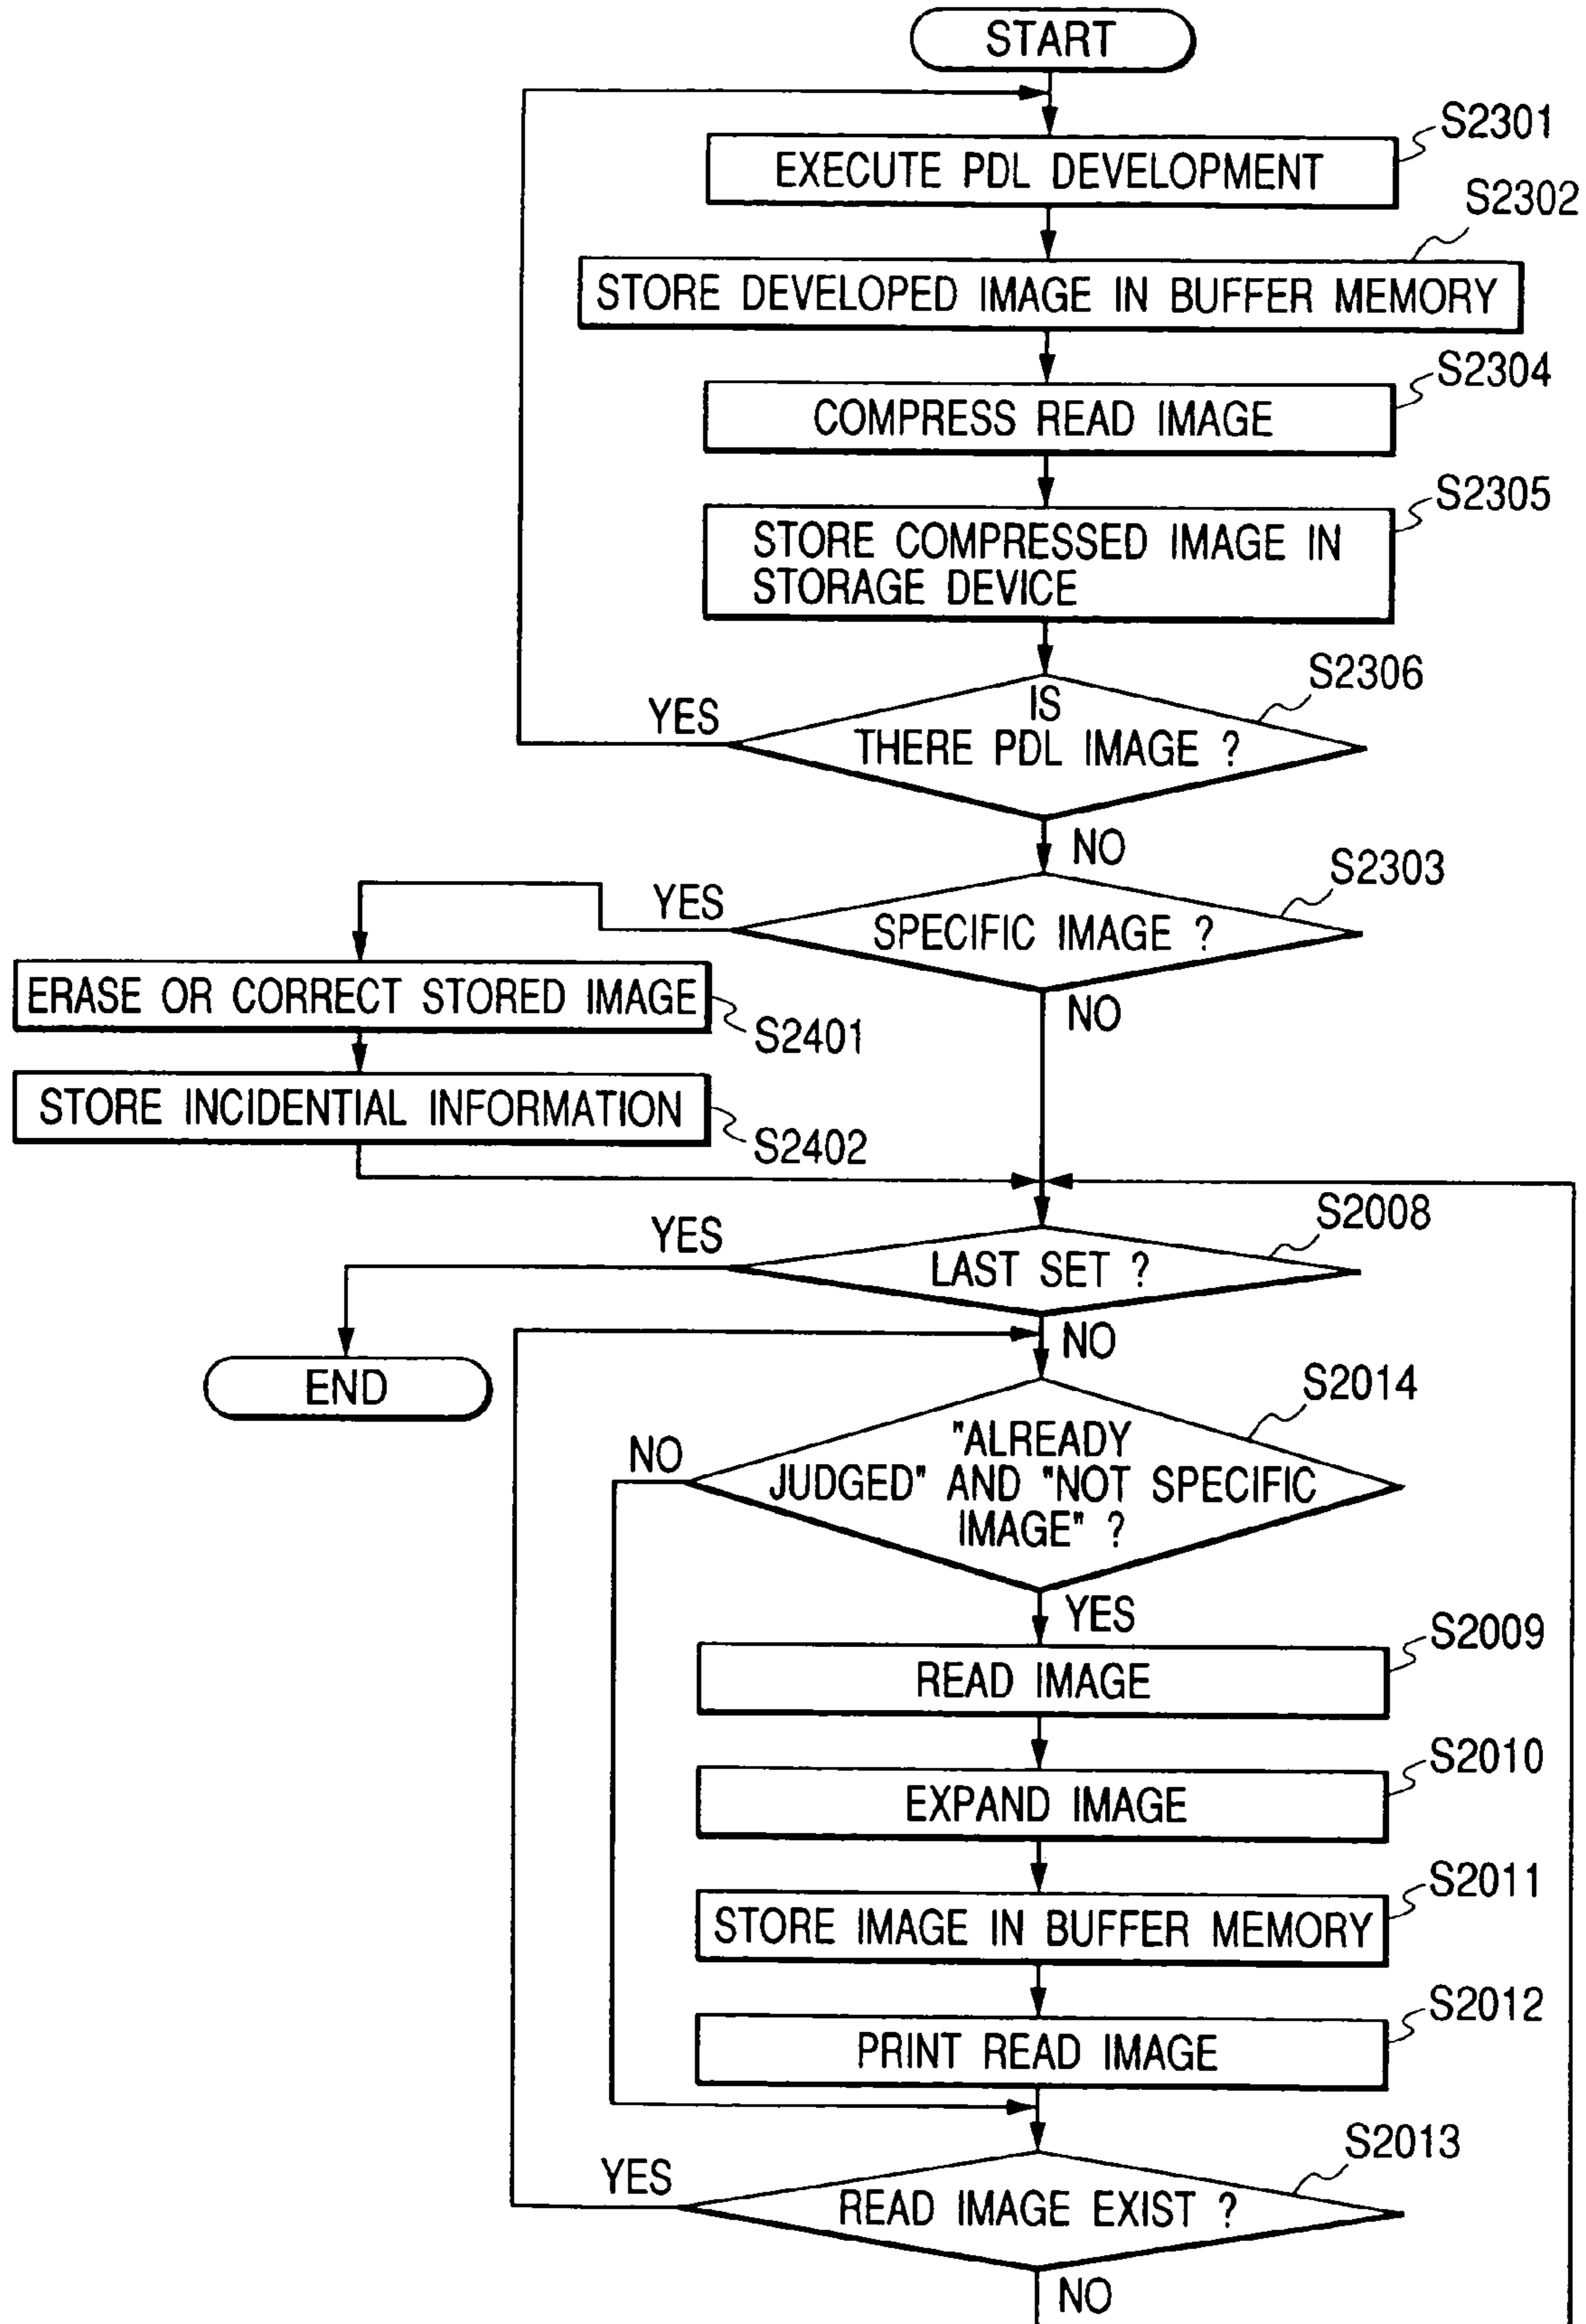 START
S2301
EXECUTE PDL DEVELOPMENT
S2302
STORE DEVELOPED IMAGE IN BUFFER MEMORY
S2304
COMPRESS READ IMAGE
S2305
STORE COMPRESSED IMAGE IN
STORAGE DEVICE
S2306
YES
IS
THERE PDL IMAGE ?
NO
S2303
YES
SPECIFIC IMAGE ?
NO
ERASE OR CORRECT STORED IMAGE
S2401
STORE INCIDENTIAL INFORMATION
S2402
S2008
YES
LAST SET ?
NO
END
S2014
NO
"ALREADY
JUDGED" AND "NOT SPECIFIC
IMAGE" ?
YES
S2009
READ IMAGE
S2010
EXPAND IMAGE
S2011
STORE IMAGE IN BUFFER MEMORY
S2012
PRINT READ IMAGE
S2013
YES
READ IMAGE EXIST ?
NO